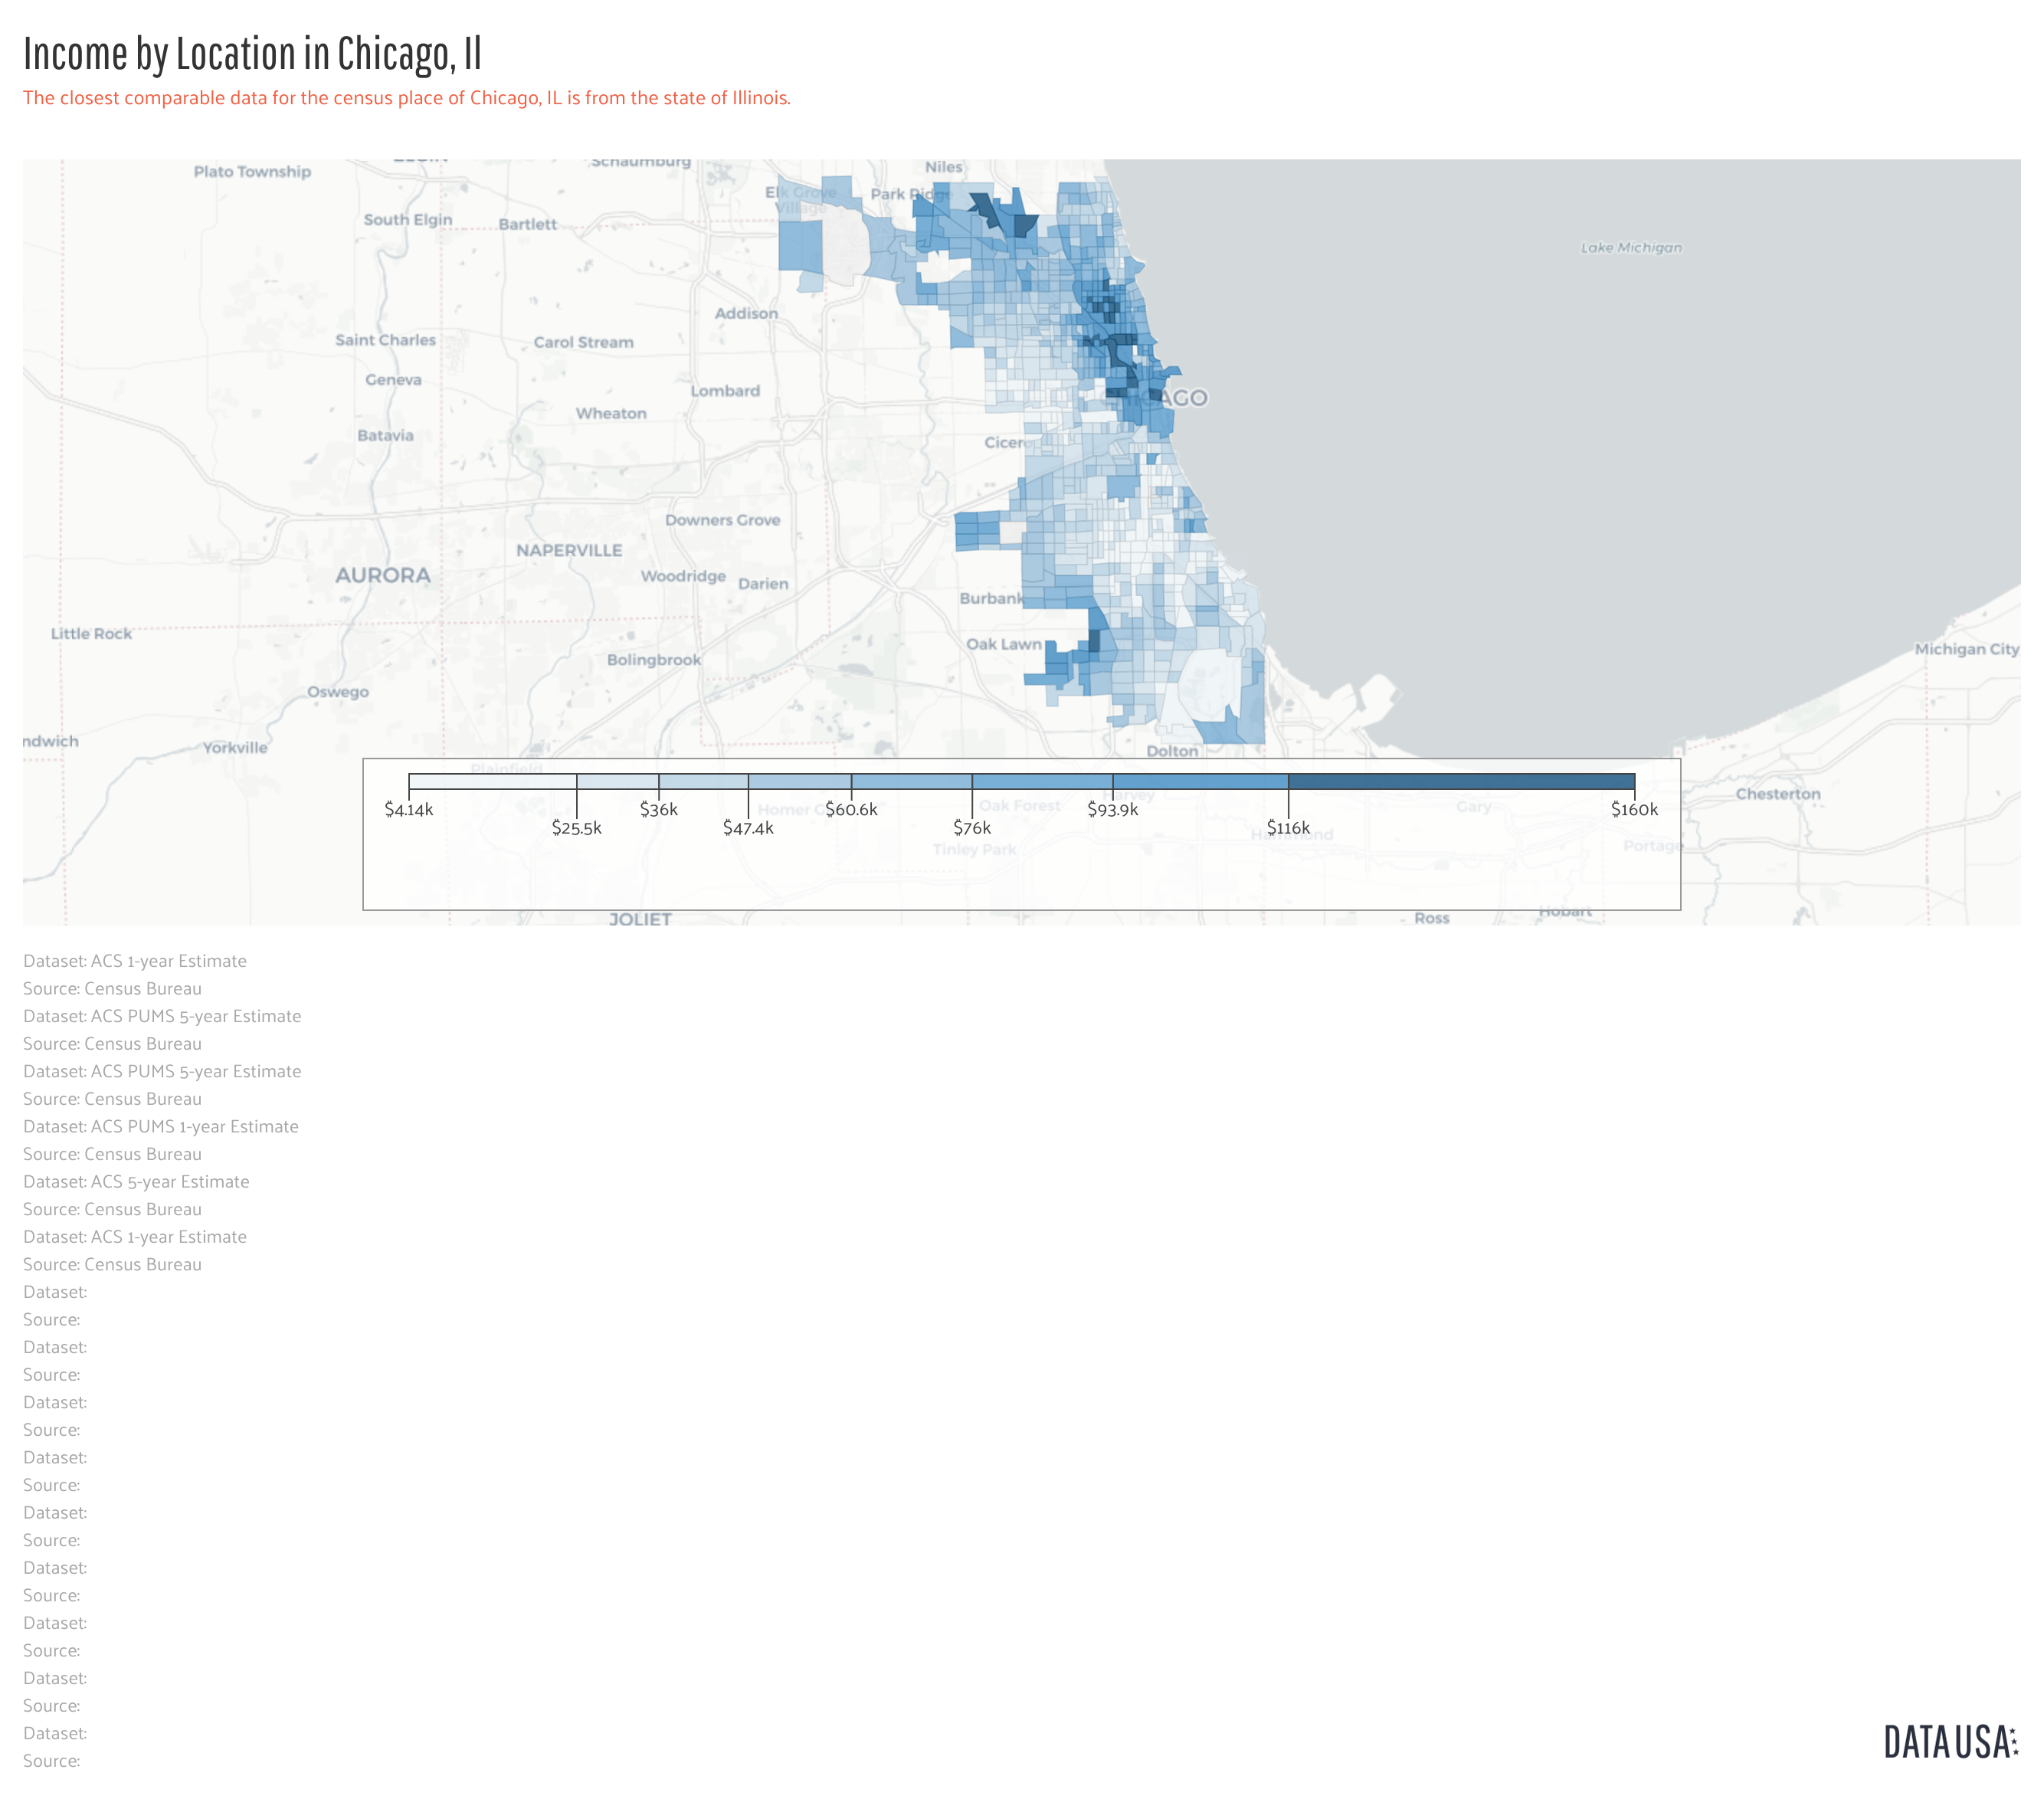 Income by Location in Chicago, Il
The closest comparable data for the census place of Chicago, IL is from the state of Illinois.
ELGIN
Schaumburg
Niles
Plato Township
Elk Grove
Village
Park Ridge
South Elgin
Bartlett
Lake Michigan
Addison
Saint Charles
Carol Stream
Geneva
Lombard
CHICAGO
Wheaton
Batavia
Cicero
Downers Grove
NAPERVILLE
AURORA
Woodridge
Darien
Burbank
Little Rock
Oak Lawn
Michigan City
Bolingbrook
Oswego
ndwich
Yorkville
Dolton
Plainfield
Harvey
Chesterton
Homer G
Oak Forest
Gary
$4.14k
$36k
$60.6k
$93.9k
$160k
$25.5k
$47.4k
$76k
$116k
Hammond
Tinley Park
Portage
JOLIET
Ross
Hobart
Dataset: ACS 1-year Estimate
Source: Census Bureau
Dataset: ACS PUMS 5-year Estimate
Source: Census Bureau
Dataset: ACS PUMS 5-year Estimate
Source: Census Bureau
Dataset: ACS PUMS 1-year Estimate
Source: Census Bureau
Dataset: ACS 5-year Estimate
Source: Census Bureau
Dataset: ACS 1-year Estimate
Source: Census Bureau
Dataset:
Source:
Dataset:
Source:
Dataset:
Source:
Dataset:
Source:
Dataset:
Source:
Dataset:
Source:
Dataset:
Source:
Dataset:
Source:
Dataset:
Source:
DATA USA